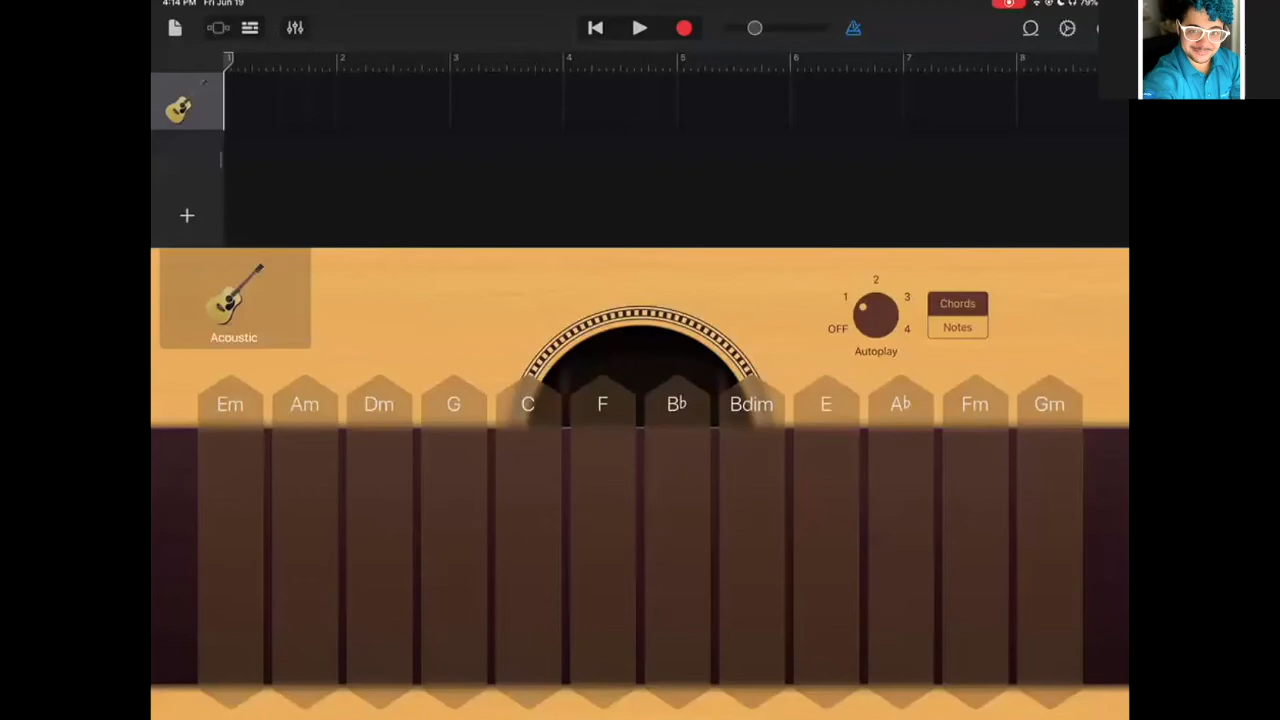 4:14 PM Fri Jun 19
79%
1 2 3 4 5 6 7 8
Acoustic
OFF 1 2 3 4
Autoplay
Chords
Notes
Em Am Dm G C F B♭ Bdim E A♭ Fm Gm